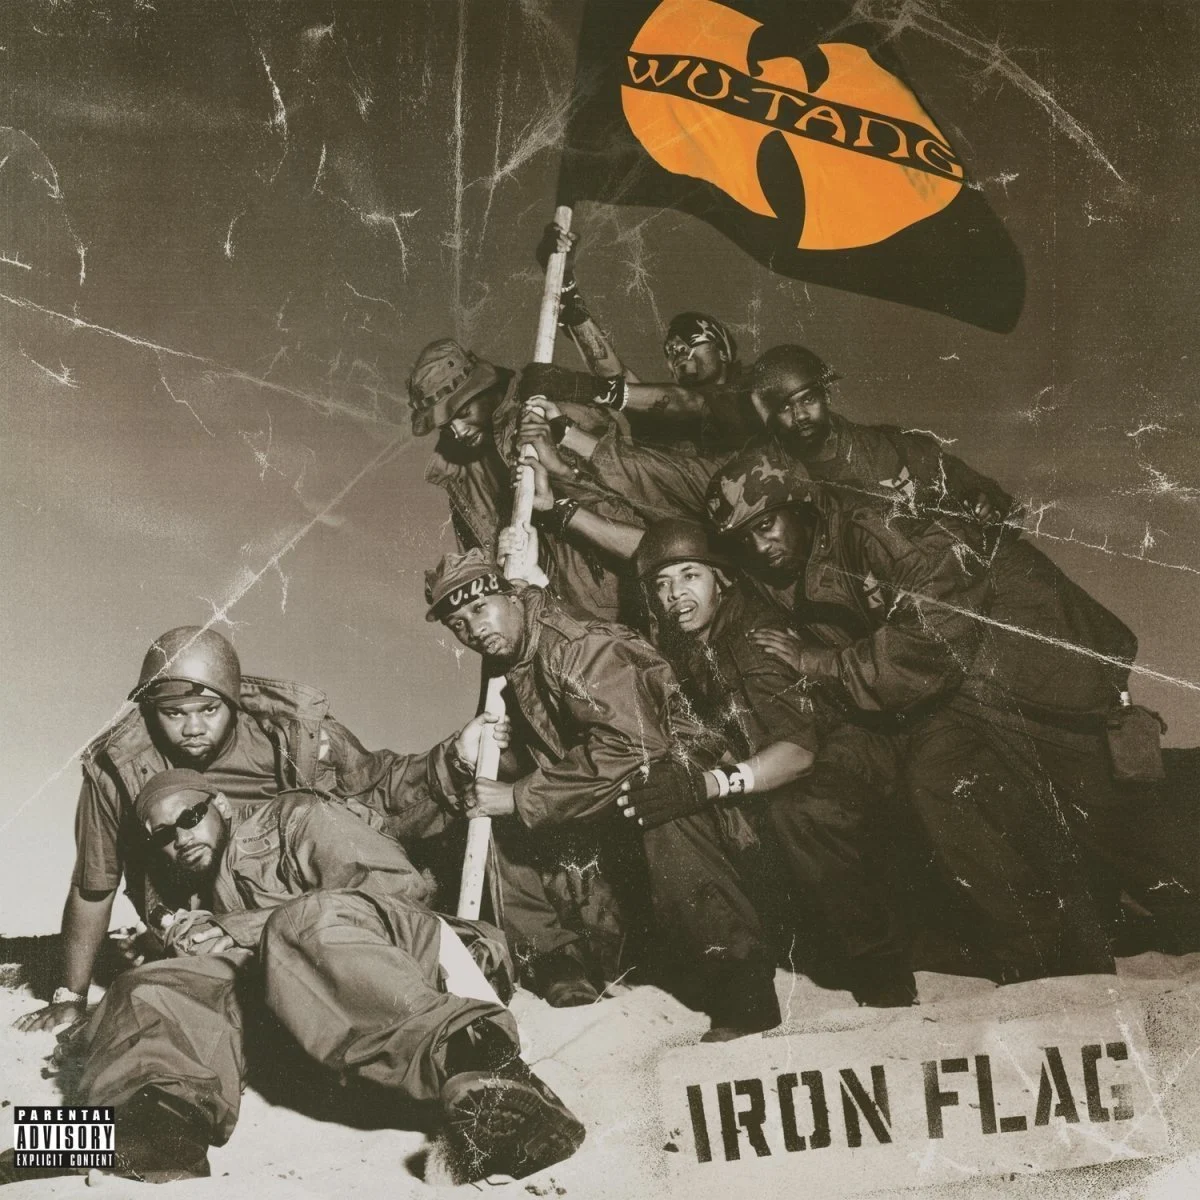 WU-TANG
U.G.D
IRON FLAG
PARENTAL
ADVISORY
EXPLICIT CONTENT